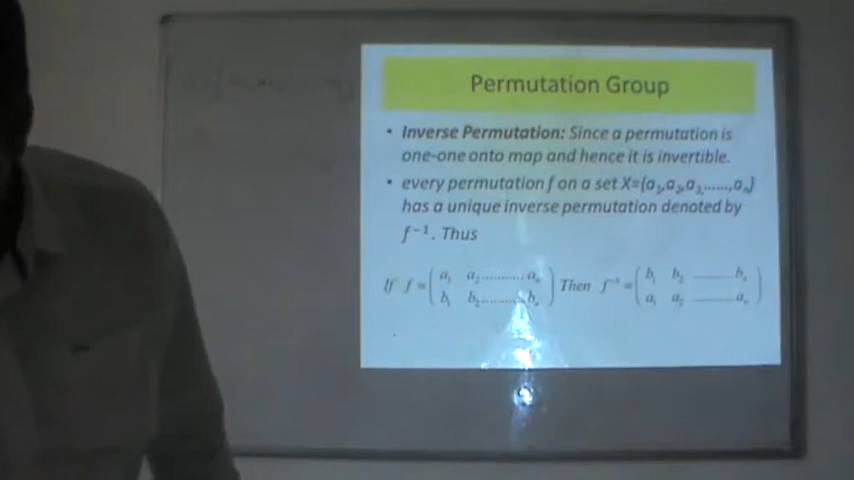 Permutation Group
• Inverse Permutation: Since a permutation is
one-one onto map and hence it is invertible.
• every permutation f on a set X={a₁,a₂,a₃,......,aₙ}
has a unique inverse permutation denoted by
f⁻¹. Thus
If f = ( a₁ a₂............aₙ ) Then f⁻¹ = ( b₁ b₂ ............bₙ )
( b₁ b₂............bₙ ) ( a₁ a₂ ............aₙ )